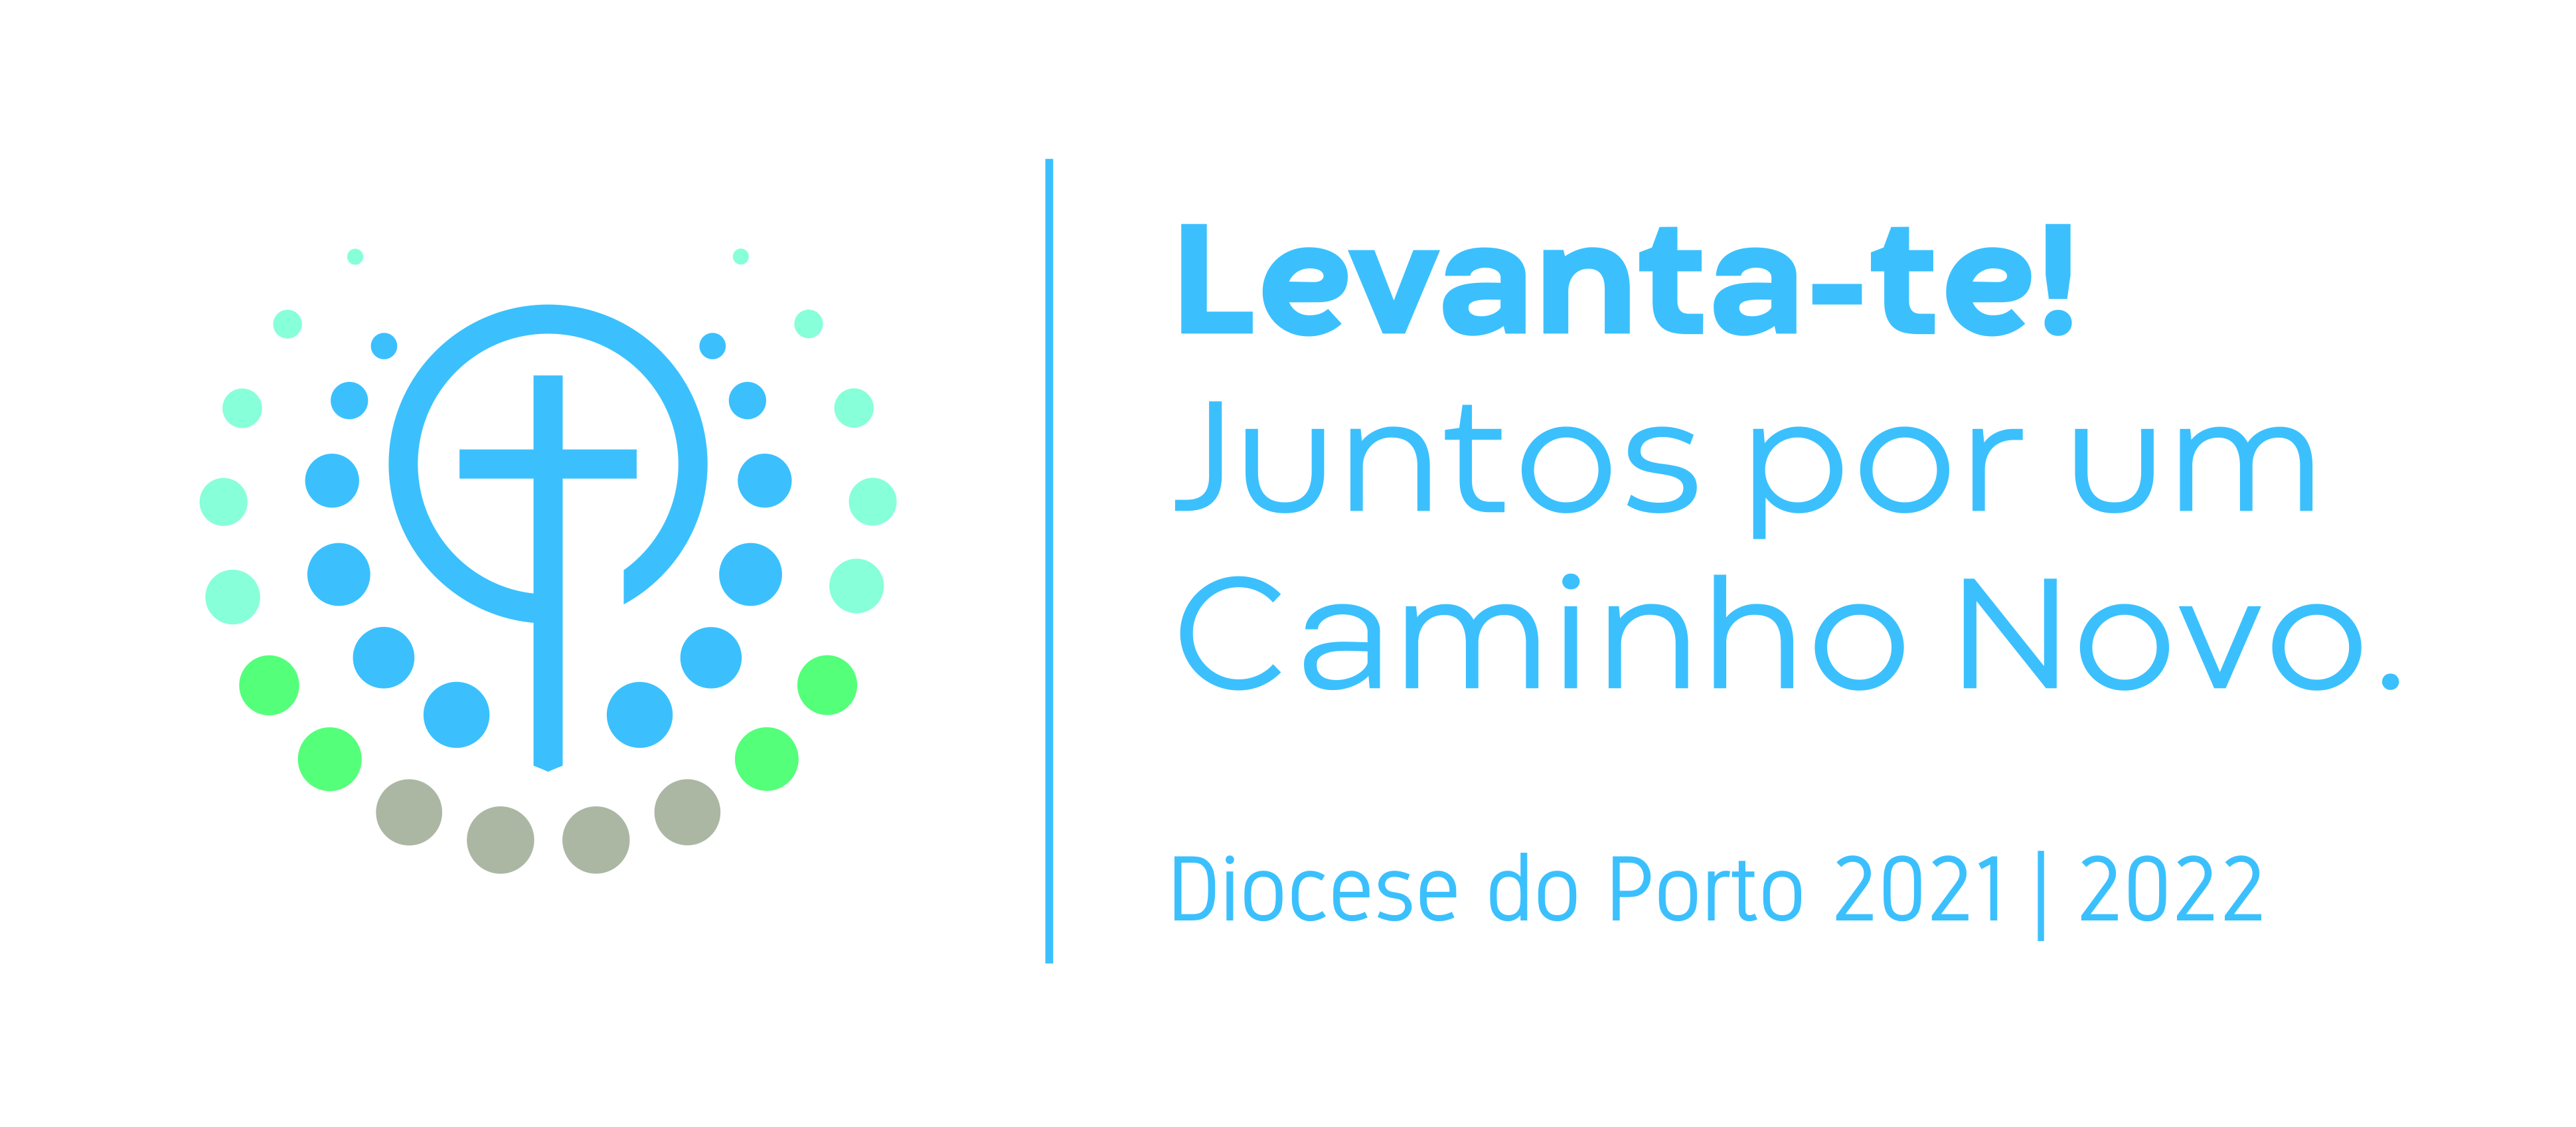 Levanta-te!
Juntos por um
Caminho Novo.
Diocese do Porto 2021 | 2022